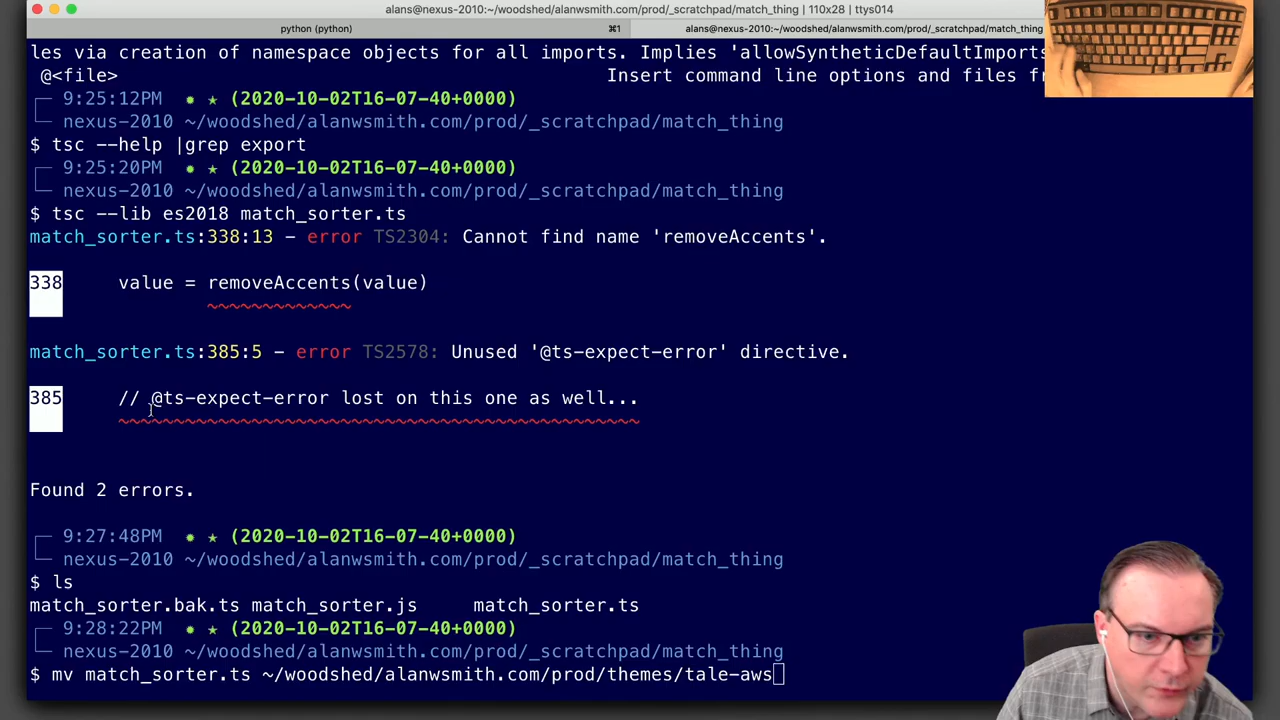 alans@nexus-2010:~/woodshed/alanwsmith.com/prod/_scratchpad/match_thing | 110x28 | ttys014
python (python) ⌘1 alans@nexus-2010:~/woodshed/alanwsmith.com/prod/_scratchpad/match_thing
les via creation of namespace objects for all imports. Implies 'allowSyntheticDefaultImports
@<file> Insert command line options and files
9:25:12PM ● ★ (2020-10-02T16-07-40+0000)
nexus-2010 ~/woodshed/alanwsmith.com/prod/_scratchpad/match_thing
$ tsc --help |grep export
9:25:20PM ● ★ (2020-10-02T16-07-40+0000)
nexus-2010 ~/woodshed/alanwsmith.com/prod/_scratchpad/match_thing
$ tsc --lib es2018 match_sorter.ts
match_sorter.ts:338:13 - error TS2304: Cannot find name 'removeAccents'.
338 value = removeAccents(value)
~~~~~~~~~~~~~
match_sorter.ts:385:5 - error TS2578: Unused '@ts-expect-error' directive.
385 // @ts-expect-error lost on this one as well...
~~~~~~~~~~~~~~~~~~~~~~~~~~~~~~~~~~~~~~~~~~~~~~~
Found 2 errors.
9:27:48PM ● ★ (2020-10-02T16-07-40+0000)
nexus-2010 ~/woodshed/alanwsmith.com/prod/_scratchpad/match_thing
$ ls
match_sorter.bak.ts match_sorter.js match_sorter.ts
9:28:22PM ● ★ (2020-10-02T16-07-40+0000)
nexus-2010 ~/woodshed/alanwsmith.com/prod/_scratchpad/match_thing
$ mv match_sorter.ts ~/woodshed/alanwsmith.com/prod/themes/tale-aws